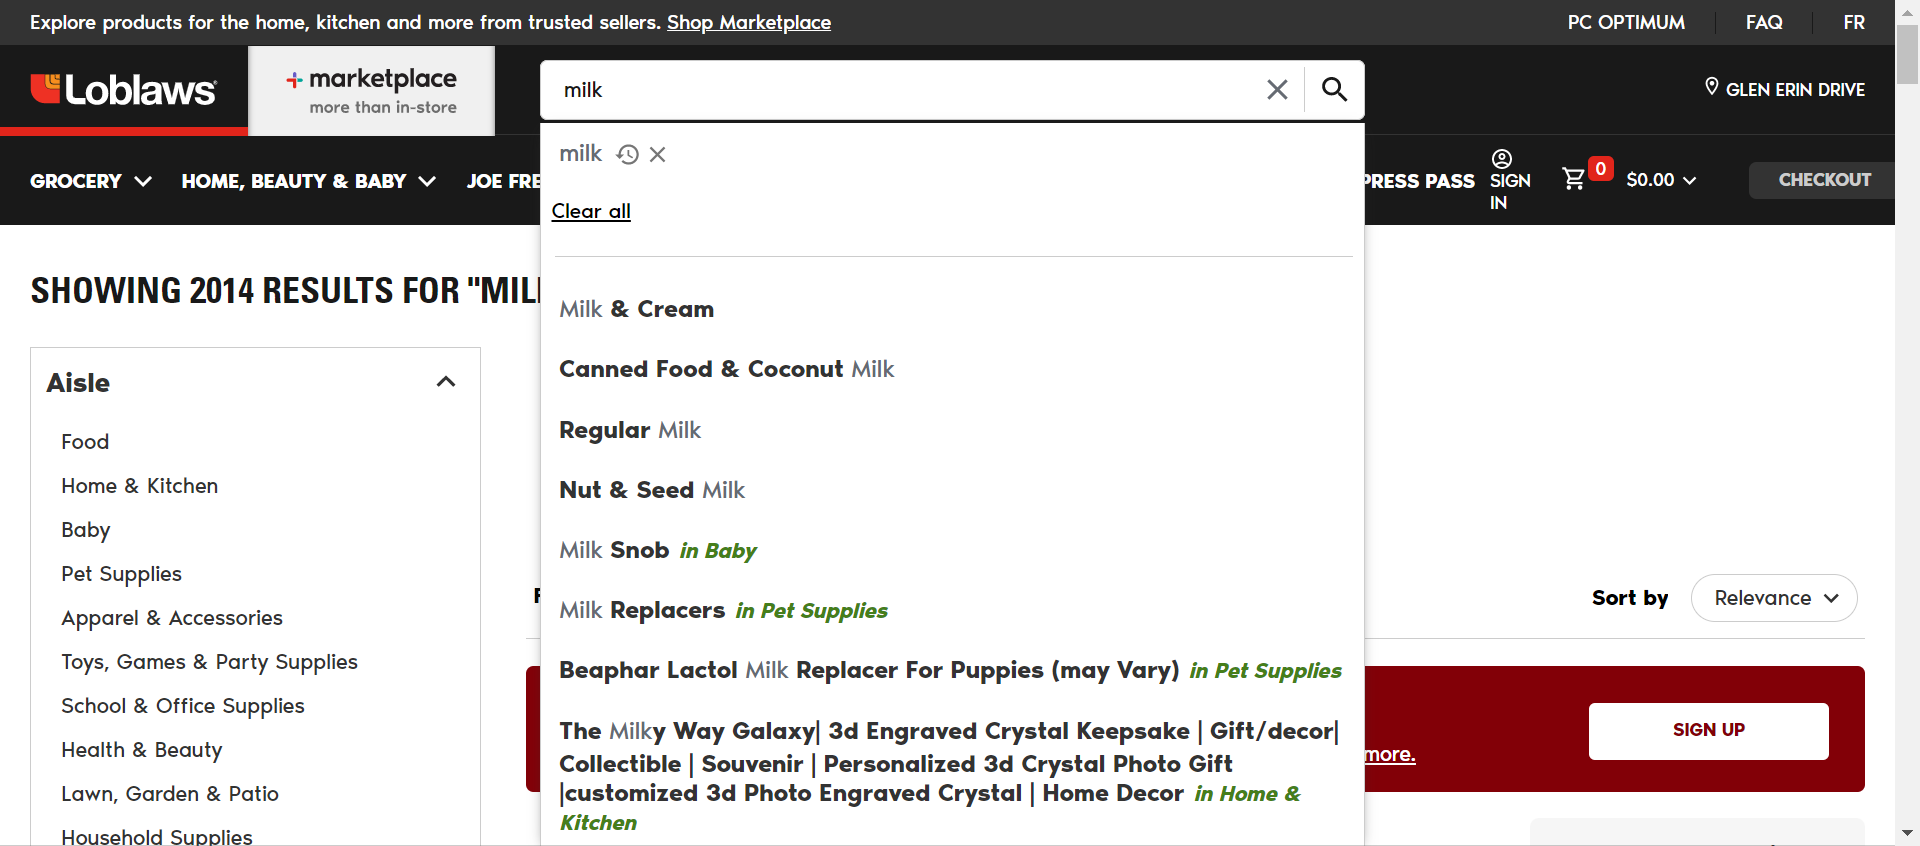 Explore products for the home, kitchen and more from trusted sellers. Shop Marketplace
PC OPTIMUM
FAQ
FR
Loblaws
marketplace
more than in-store
milk
GLEN ERIN DRIVE
GROCERY
HOME, BEAUTY & BABY
JOE FRE
PRESS PASS
SIGN
IN
0
$0.00
CHECKOUT
milk
Clear all
SHOWING 2014 RESULTS FOR "MIL
Milk & Cream
Canned Food & Coconut Milk
Regular Milk
Nut & Seed Milk
Milk Snob in Baby
Milk Replacers in Pet Supplies
Beaphar Lactol Milk Replacer For Puppies (may Vary) in Pet Supplies
The Milky Way Galaxy| 3d Engraved Crystal Keepsake | Gift/decor|
Collectible | Souvenir | Personalized 3d Crystal Photo Gift
|customized 3d Photo Engraved Crystal | Home Decor in Home &
Kitchen
Aisle
Food
Home & Kitchen
Baby
Pet Supplies
Apparel & Accessories
Toys, Games & Party Supplies
School & Office Supplies
Health & Beauty
Lawn, Garden & Patio
Household Supplies
Sort by
Relevance
more.
SIGN UP